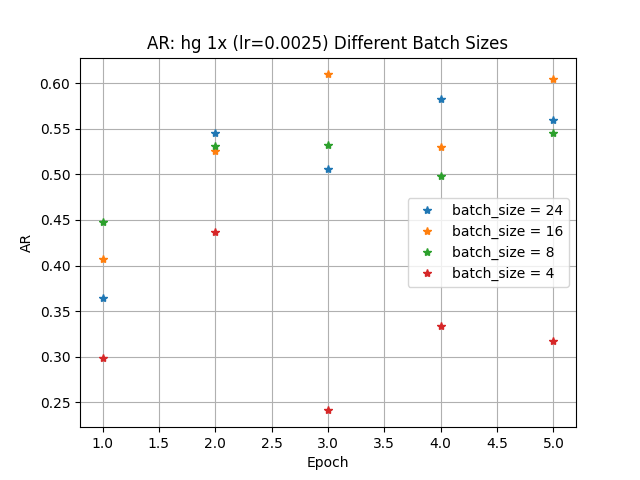 AR: hg 1x (lr=0.0025) Different Batch Sizes
AR
0.60
0.55
0.50
0.45
0.40
0.35
0.30
0.25
batch_size = 24
batch_size = 16
batch_size = 8
batch_size = 4
1.0 1.5 2.0 2.5 3.0 3.5 4.0 4.5 5.0
Epoch